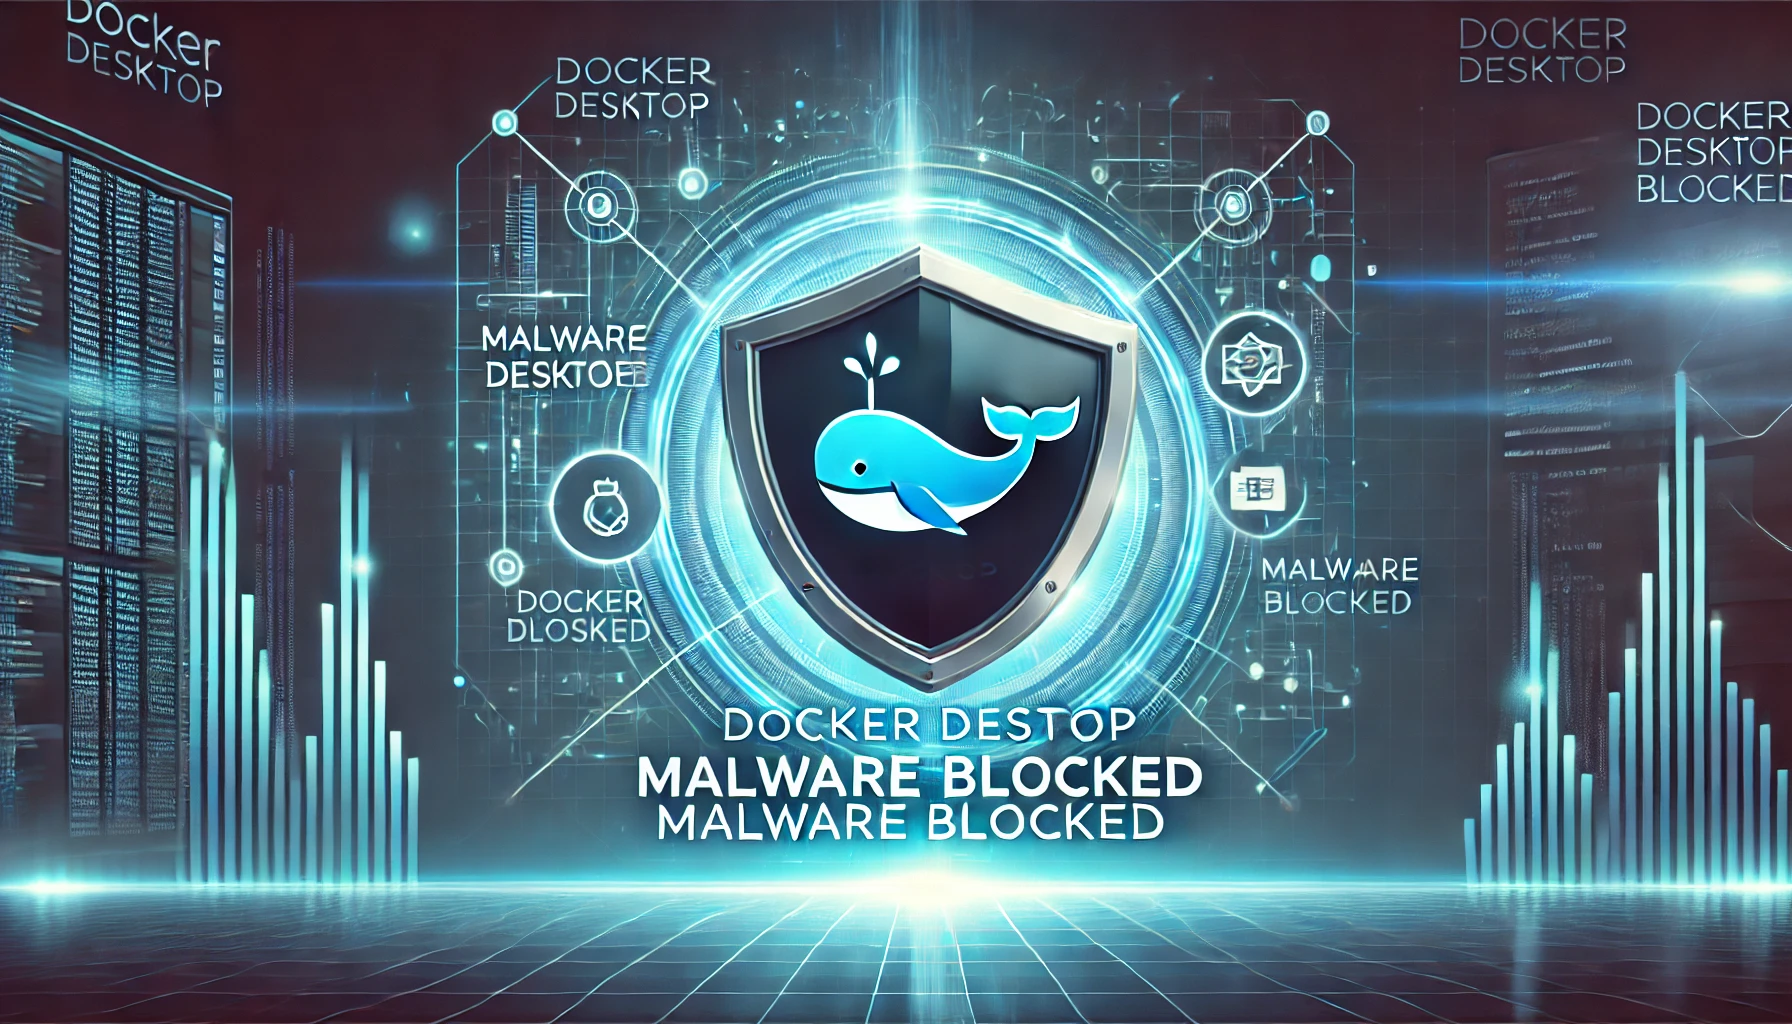 Docker
DESKTOP
DOCKER
DESKTOP
DOCKER
DESKTOP
DOCKER
DESKTOP
BLOCKED
MALWARE
DESKTOE
DOCKER
DLOSKED
MALWARE
BLOCKED
DOCKER DESTOP
MALWARE BLOCKED
MALWARE BLOCKED